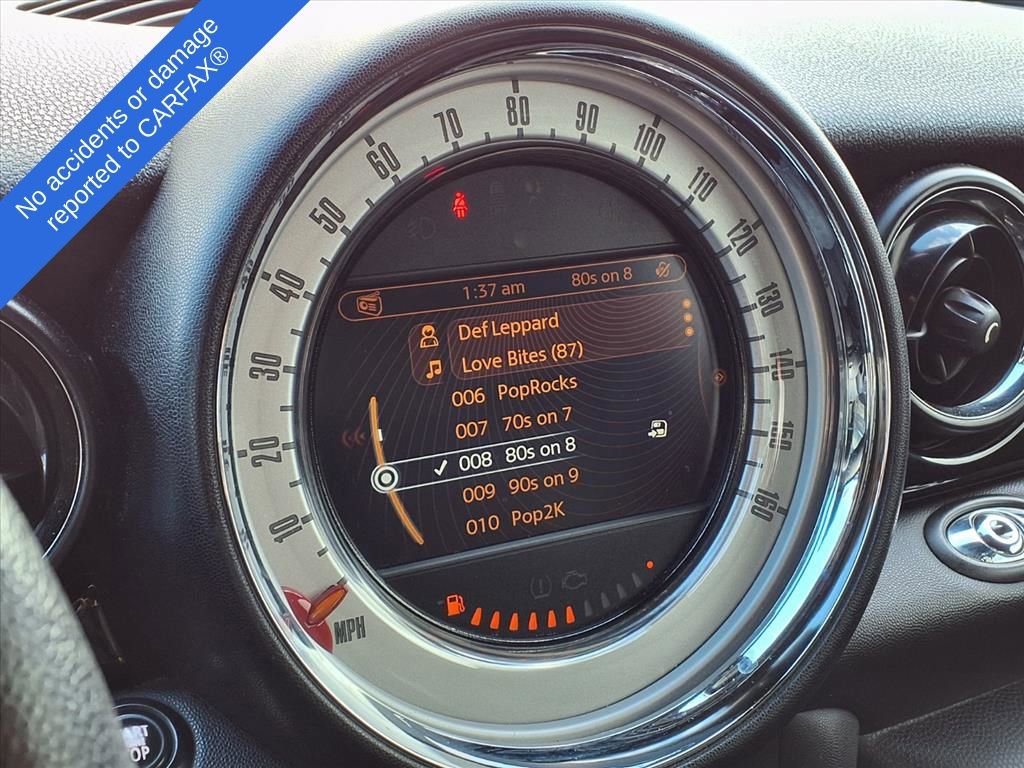 No accidents or damage
reported to CARFAX®
10
20
30
40
50
60
70
80
90
100
110
120
130
140
150
160
MPH
1:37 am
80s on 8
Def Leppard
Love Bites (87)
006 PopRocks
007 70s on 7
✓ 008 80s on 8
009 90s on 9
010 Pop2K